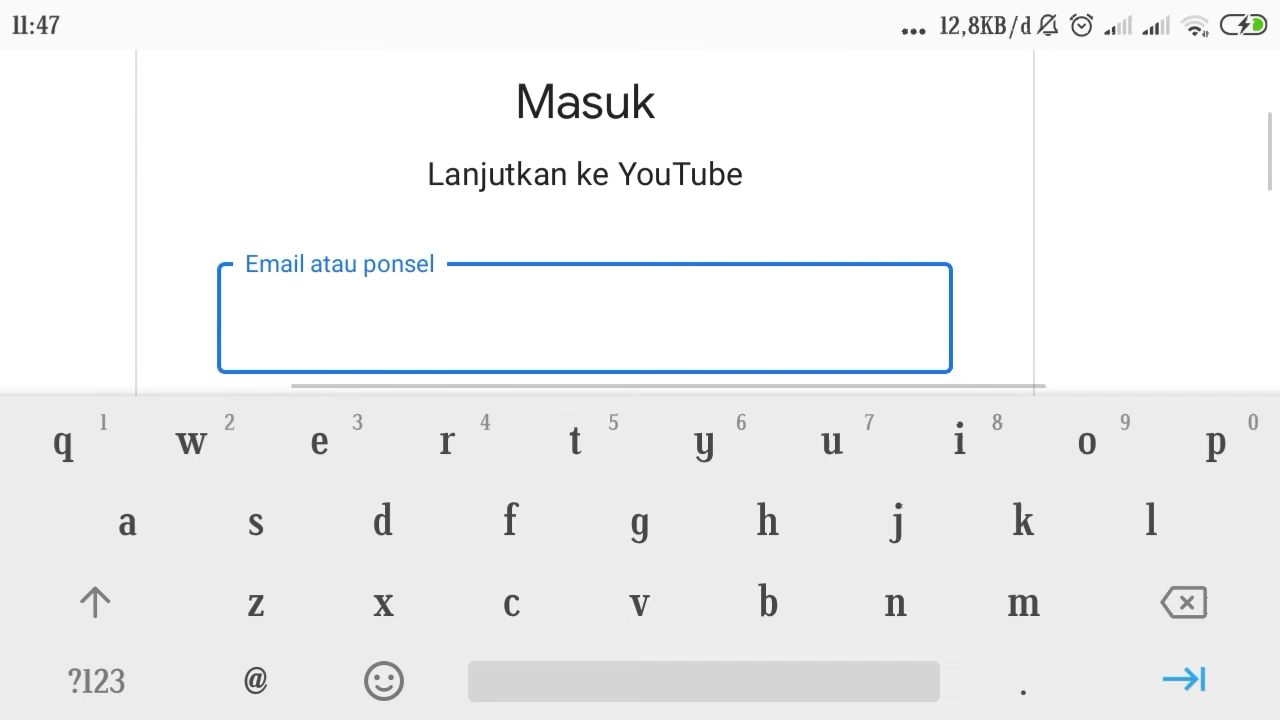 11:47 ... 12,8KB/d
Masuk
Lanjutkan ke YouTube
Email atau ponsel
q 1 w 2 e 3 r 4 t 5 y 6 u 7 i 8 o 9 p 0
a s d f g h j k l
z x c v b n m
?123 @ .